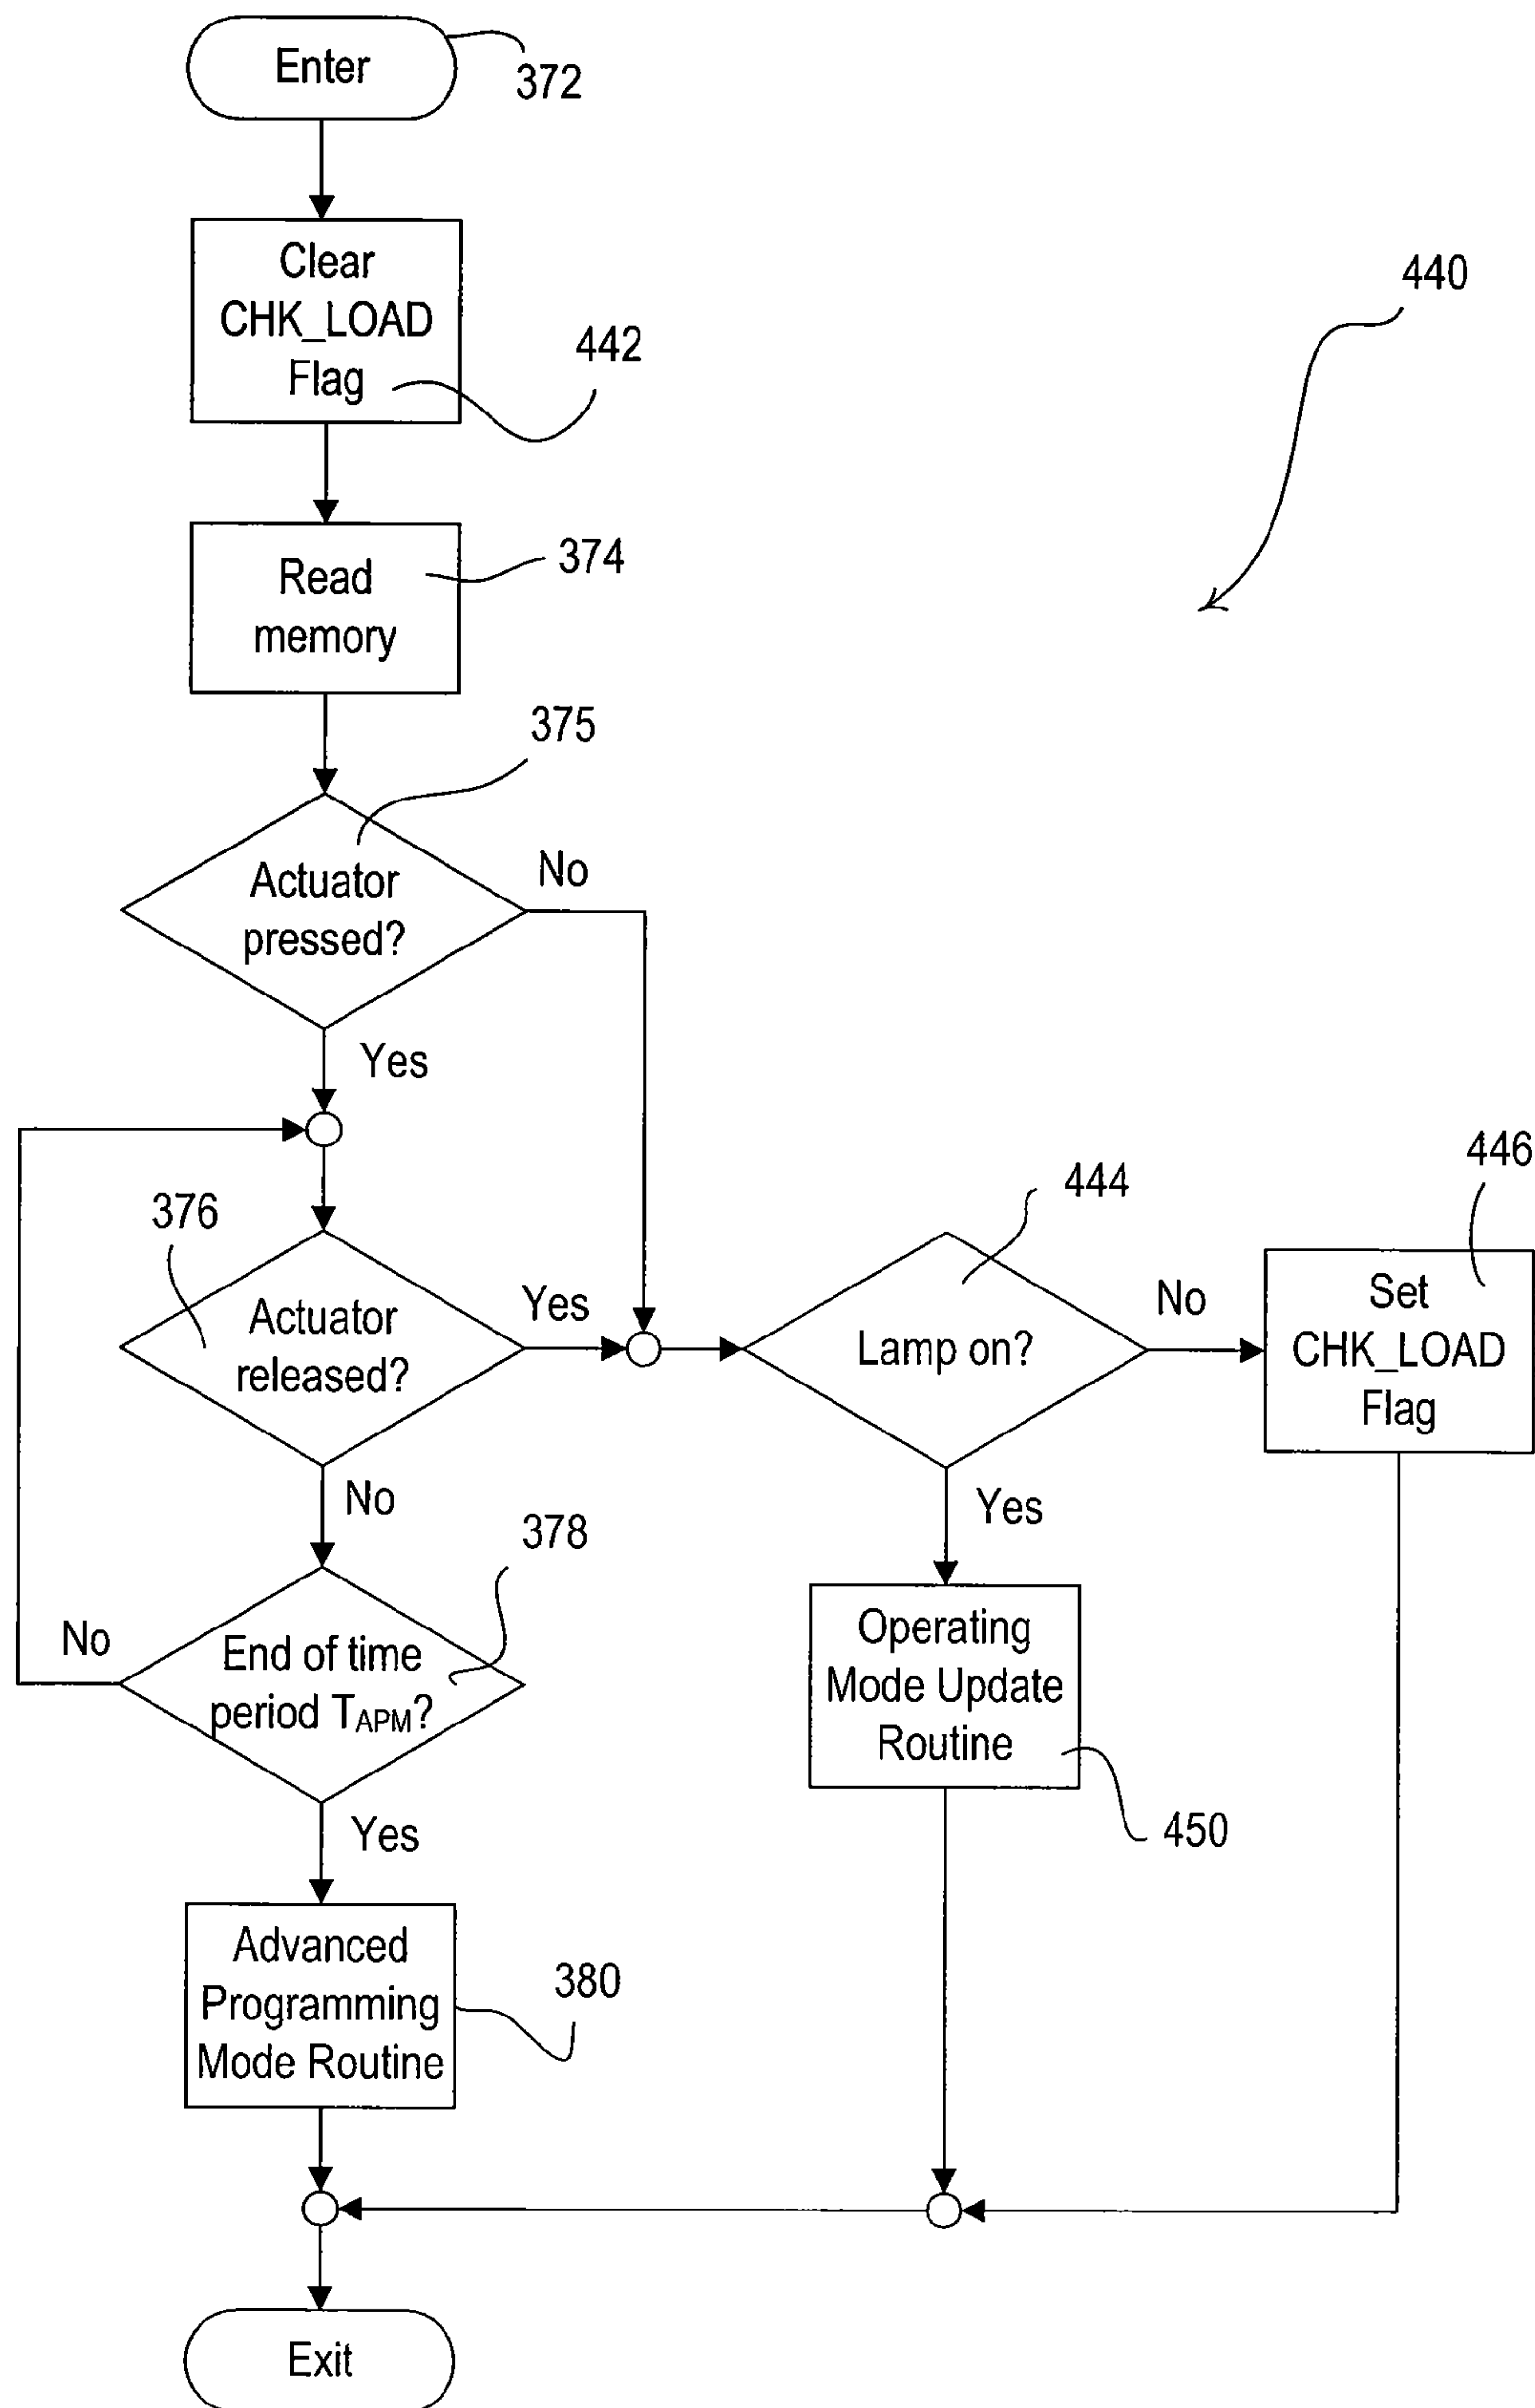 Enter
372
Clear
CHK_LOAD
Flag
442
440
Read
memory
374
375
Actuator
pressed?
No
Yes
376
Actuator
released?
Yes
No
444
Lamp on?
No
Yes
446
Set
CHK_LOAD
Flag
378
End of time
period TAPM?
No
Yes
Operating
Mode Update
Routine
450
Advanced
Programming
Mode Routine
380
Exit